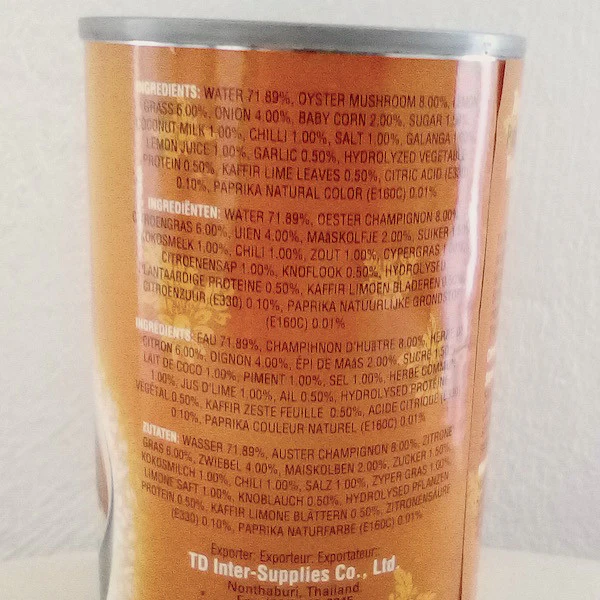 INGREDIENTS: WATER 71.89%, OYSTER MUSHROOM 8.00%,
GRASS 6.00%, ONION 4.00%, BABY CORN 2.00%, SUGAR
COCONUT MILK 1.00%, CHILLI 1.00%, SALT 1.00%, GALANGA
LEMON JUICE 1.00%, GARLIC 0.50%, HYDROLYZED VEGETABLE
PROTEIN 0.50%, KAFFIR LIME LEAVES 0.50%, CITRIC ACID
0.10%, PAPRIKA NATURAL COLOR (E160C) 0.01%
INGREDIËNTEN: WATER 71.89%, OESTER CHAMPIGNON 8.00%
CITROENGRAS 6.00%, UIEN 4.00%, MAÏSKOLFJE 2.00%, SUIKER
KOKOSMELK 1.00%, CHILI 1.00%, ZOUT 1.00%, CYPERGRAS
CITROENENSAP 1.00%, KNOFLOOK 0.50%, HYDROLYSED
PLANTAARDIGE PROTEINE 0.50%, KAFFIR LIMOEN BLADEREN
CITROENZUUR (E330) 0.10%, PAPRIKA NATUURLIJKE
(E160C) 0.01%
INGREDIENTS: EAU 71.89%, CHAMPIHNON D'HUîTRE 8.00%,
CITRON 6.00%, OIGNON 4.00%, ÉPI DE MAïS 2.00%, SUCRE
LAIT DE COCO 1.00%, PIMENT 1.00%, SEL 1.00%, HERBE
1.00%, JUS D'LIME 1.00%, AIL 0.50%, HYDROLYSED PROTÉINE
VEGÉTAL 0.50%, KAFFIR ZESTE FEUILLE 0.50%, ACIDE CITRIQUE
0.10%, PAPRIKA COULEUR NATUREL (E160C) 0.01%
ZUTATEN: WASSER 71.89%, AUSTER CHAMPIGNON 8.00%, ZITRONE
GRAS 6.00%, ZWIEBEL 4.00%, MAISKOLBEN 2.00%, ZUCKER 1.50%,
KOKOSMILCH 1.00%, CHILI 1.00%, SALZ 1.00%, ZYPER GRAS 1.00%,
LIMONE SAFT 1.00%, KNOBLAUCH 0.50%, HYDROLYSED PFLANZEN
PROTEIN 0.50%, KAFFIR LIMONE BLÄTTERN 0.50%, ZITRONENSÄURE
(E330) 0.10%, PAPRIKA NATURFARBE (E160C) 0.01%
Exporter: Exporteur: Exportateur:
TD Inter-Supplies Co., Ltd.
Nonthaburi, Thailand.